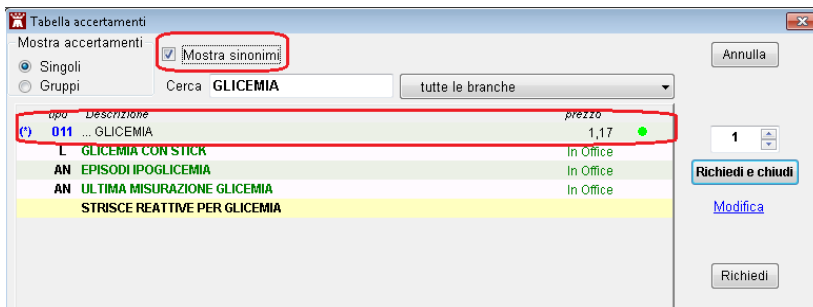 Tabella accertamenti
Mostra accertamenti
Mostra sinonimi
Annulla
Singoli
Gruppi
Cerca GLICEMIA
tutte le branche
tipo Descrizione prezzo
(*) 011 ... GLICEMIA 1,17
1
L GLICEMIA CON STICK In Office
AN EPISODI IPOGLICEMIA In Office
Richiedi e chiudi
AN ULTIMA MISURAZIONE GLICEMIA In Office
STRISCE REATTIVE PER GLICEMIA
Modifica
Richiedi